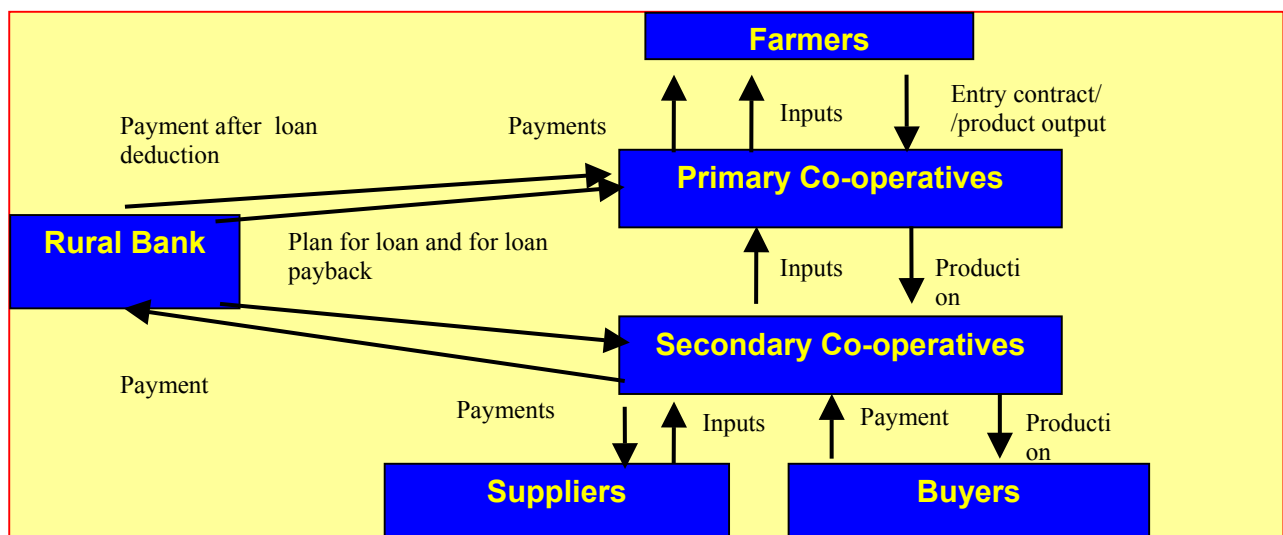 Farmers
Payment after loan
deduction
Payments
Inputs
Entry contract/
/product output
Primary Co-operatives
Rural Bank
Plan for loan and for loan
payback
Inputs
Producti
on
Secondary Co-operatives
Payment
Payments
Inputs
Payment
Producti
on
Suppliers
Buyers